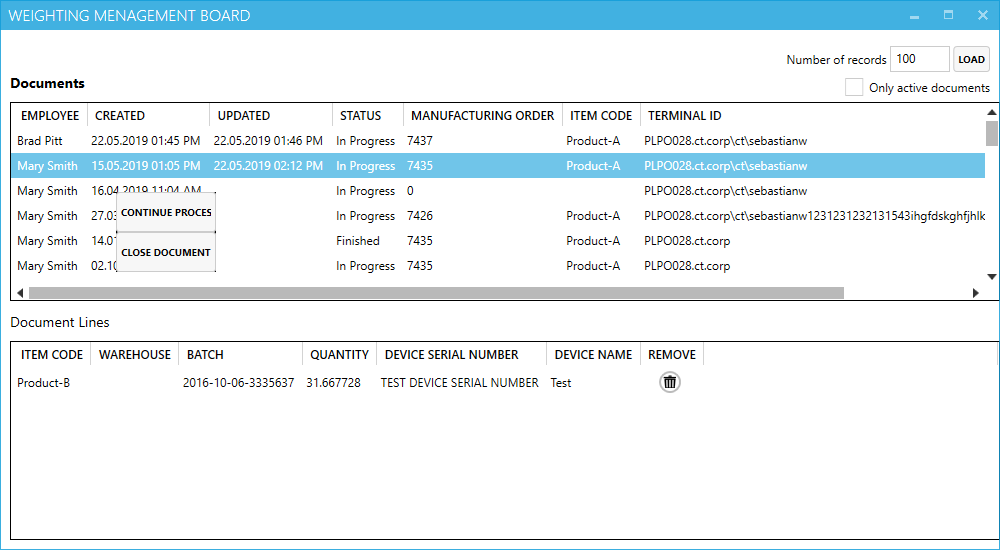 WEIGHTING MENAGEMENT BOARD
Number of records 100 LOAD
Documents
Only active documents
EMPLOYEE CREATED UPDATED STATUS MANUFACTURING ORDER ITEM CODE TERMINAL ID
Brad Pitt 22.05.2019 01:45 PM 22.05.2019 01:46 PM In Progress 7437 Product-A PLPO028.ct.corp\ct\sebastianw
Mary Smith 15.05.2019 01:05 PM 22.05.2019 02:12 PM In Progress 7435 Product-A PLPO028.ct.corp\ct\sebastianw
Mary Smith 16.04.2019 11:04 AM In Progress 0 PLPO028.ct.corp\ct\sebastianw
Mary Smith 27.03 In Progress 7426 Product-A PLPO028.ct.corp\ct\sebastianw1231231232131543ihgfdskghfjhlk
CONTINUE PROCES
Mary Smith 14.0 Finished 7435 Product-A PLPO028.ct.corp
CLOSE DOCUMENT
Mary Smith 02.10 In Progress 7435 Product-A PLPO028.ct.corp
Document Lines
ITEM CODE WAREHOUSE BATCH QUANTITY DEVICE SERIAL NUMBER DEVICE NAME REMOVE
Product-B 2016-10-06-3335637 31.667728 TEST DEVICE SERIAL NUMBER Test